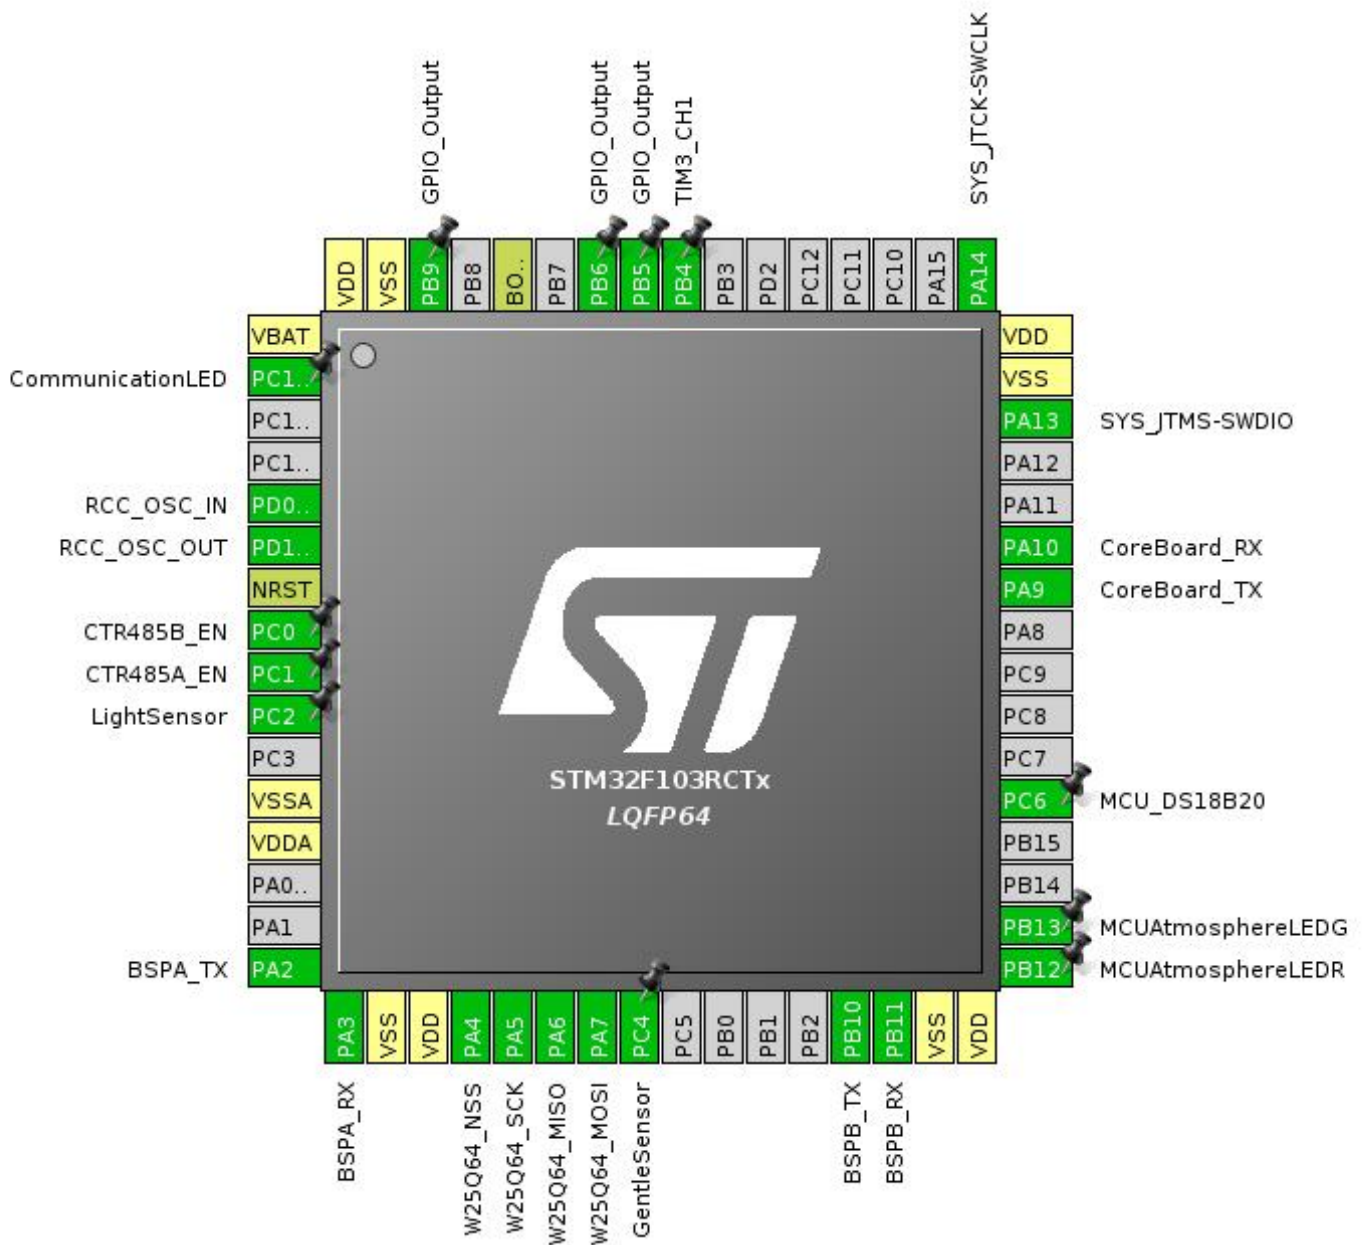 GPIO_Output
GPIO_Output
GPIO_Output
TIM3_CH1
SYS_JTCK-SWCLK
VDD
VSS
PB9
PB8
BO..
PB7
PB6
PB5
PB4
PB3
PD2
PC12
PC11
PC10
PA15
PA14
VBAT
CommunicationLED PC1..
PC1..
PC1..
RCC_OSC_IN PD0..
RCC_OSC_OUT PD1..
NRST
CTR485B_EN PC0
CTR485A_EN PC1
LightSensor PC2
PC3
VSSA
VDDA
PA0..
PA1
BSPA_TX PA2
ST
STM32F103RCTx
LQFP64
VDD
VSS
PA13 SYS_JTMS-SWDIO
PA12
PA11
PA10 CoreBoard_RX
PA9 CoreBoard_TX
PA8
PC9
PC8
PC7
PC6 MCU_DS18B20
PB15
PB14
PB13 MCUAtmosphereLEDG
PB12 MCUAtmosphereLEDR
PA3
VSS
VDD
PA4
PA5
PA6
PA7
PC4
PC5
PB0
PB1
PB2
PB10
PB11
VSS
VDD
BSPA_RX
W25Q64_NSS
W25Q64_SCK
W25Q64_MISO
W25Q64_MOSI
GentleSensor
BSPB_TX
BSPB_RX